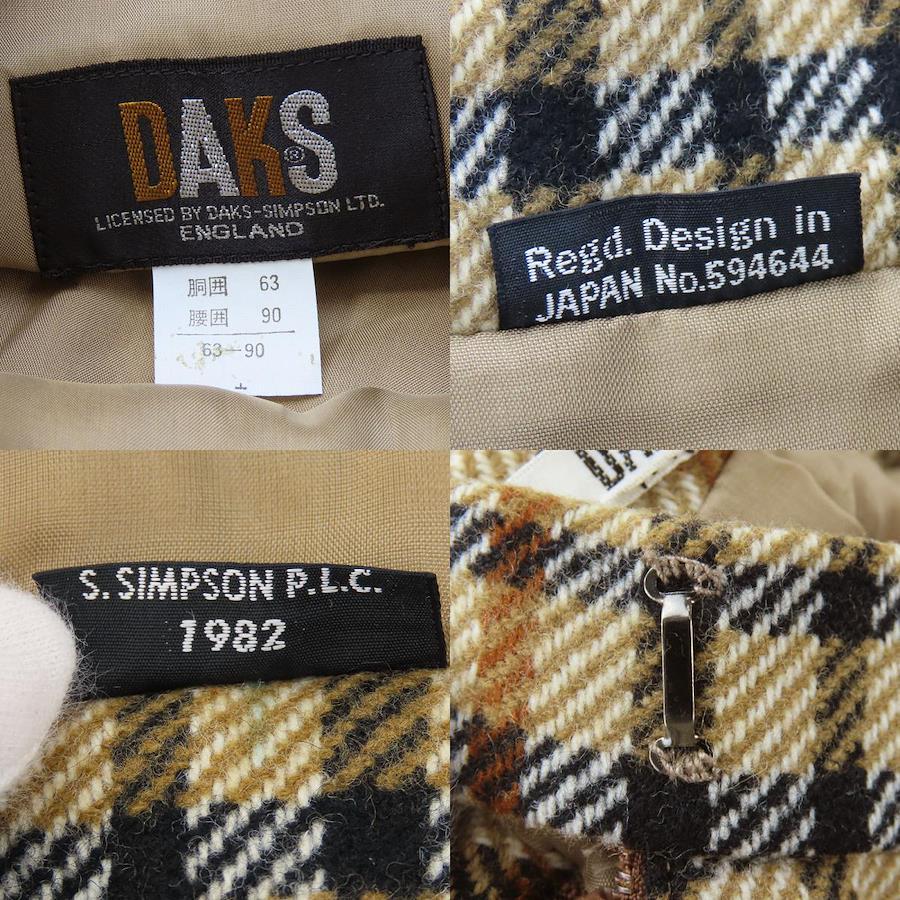 DAKS®
LICENSED BY DAKS-SIMPSON LTD.
ENGLAND
胴囲 63
腰囲 90
63-90
Regd. Design in
JAPAN No.594644
S. SIMPSON P.L.C.
1982